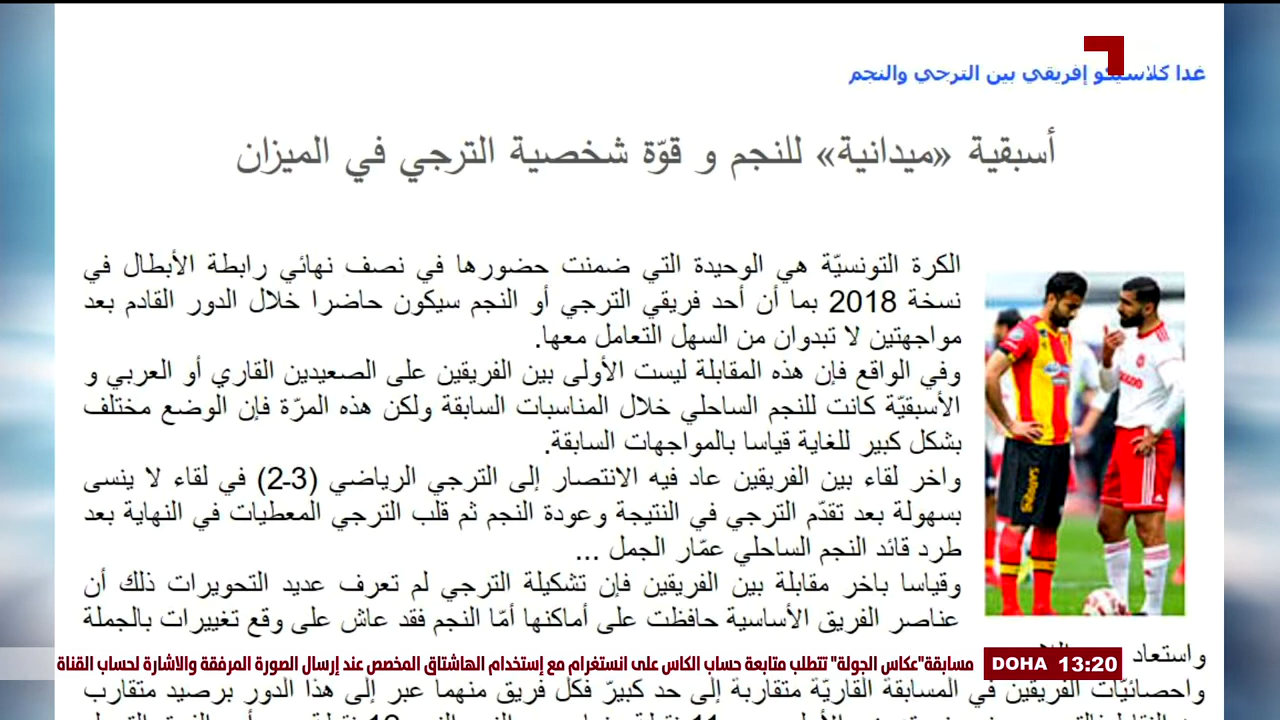 غدا كلاسيكو إفريقي بين الترجي والنجم
أسبقية «ميدانية» للنجم و قوّة شخصية الترجي في الميزان
الكرة التونسيّة هي الوحيدة التي ضمنت حضورها في نصف نهائي رابطة الأبطال في
نسخة 2018 بما أن أحد فريقي الترجي أو النجم سيكون حاضرا خلال الدور القادم بعد
مواجهتين لا تبدوان من السهل التعامل معها.
وفي الواقع فإن هذه المقابلة ليست الأولى بين الفريقين على الصعيدين القاري أو العربي و
الأسبقيّة كانت للنجم الساحلي خلال المناسبات السابقة ولكن هذه المرّة فإن الوضع مختلف
بشكل كبير للغاية قياسا بالمواجهات السابقة.
واخر لقاء بين الفريقين عاد فيه الانتصار إلى الترجي الرياضي (3-2) في لقاء لا ينسى
بسهولة بعد تقدّم الترجي في النتيجة وعودة النجم ثم قلب الترجي المعطيات في النهاية بعد
طرد قائد النجم الساحلي عمّار الجمل ...
وقياسا باخر مقابلة بين الفريقين فإن تشكيلة الترجي لم تعرف عديد التحويرات ذلك أن
عناصر الفريق الأساسية حافظت على أماكنها أمّا النجم فقد عاش على وقع تغييرات بالجملة
واستعاد
DOHA 13:20
مسابقة"عكاس الجولة" تتطلب متابعة حساب الكاس على انستغرام مع إستخدام الهاشتاق المخصص عند إرسال الصورة المرفقة والاشارة لحساب القناة
واحصائيّات الفريقين في المسابقة القاريّة متقاربة إلى حد كبيرّ فكل فريق منهما عبر إلى هذا الدور برصيد متقارب